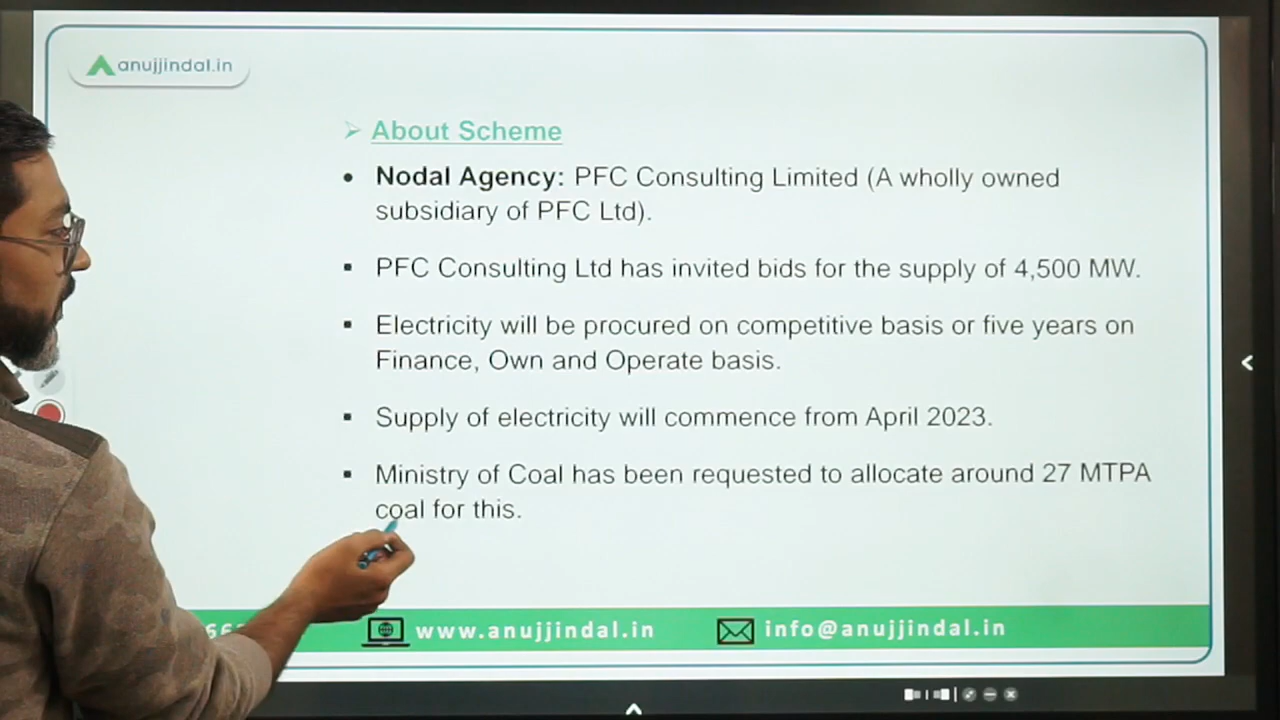 anujjindal.in
About Scheme
Nodal Agency: PFC Consulting Limited (A wholly owned
subsidiary of PFC Ltd).
PFC Consulting Ltd has invited bids for the supply of 4,500 MW.
Electricity will be procured on competitive basis or five years on
Finance, Own and Operate basis.
Supply of electricity will commence from April 2023.
Ministry of Coal has been requested to allocate around 27 MTPA
coal for this.
www.anujjindal.in info@anujjindal.in